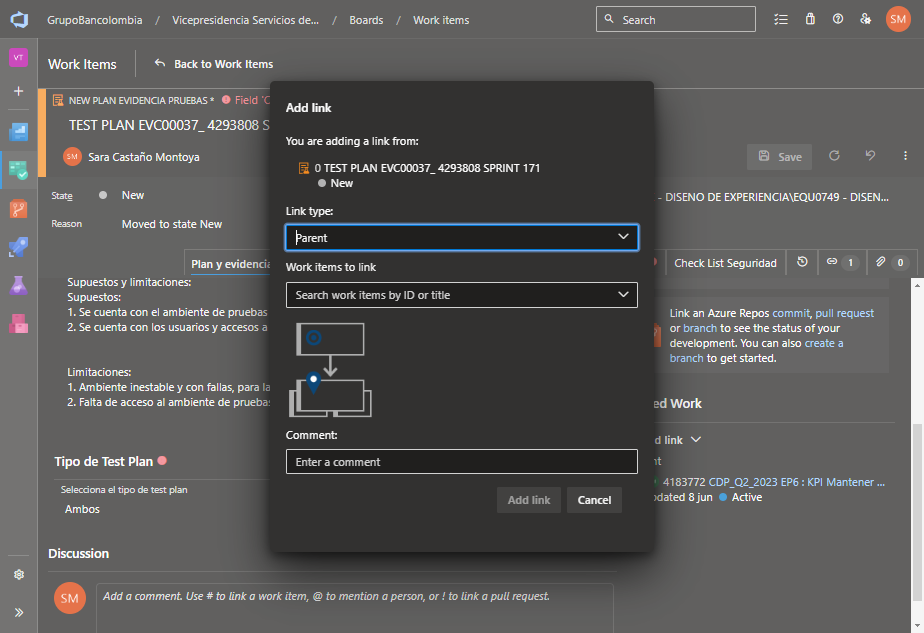 GrupoBancolombia / Vicepresidencia Servicios de... / Boards / Work items
Search
SM
VT
Work Items
Back to Work Items
NEW PLAN EVIDENCIA PRUEBAS *
Field 'C
TEST PLAN EVC00037_ 4293808 S
SM
Sara Castaño Montoya
Save
State
New
Reason
Moved to state New
- DISENO DE EXPERIENCIA\EQU0749 - DISEN...
Plan y evidencia
Check List Seguridad
1
0
Supuestos y limitaciones:
Supuestos:
1. Se cuenta con el ambiente de pruebas
2. Se cuenta con los usuarios y accesos a
Limitaciones:
1. Ambiente inestable y con fallas, para la
2. Falta de acceso al ambiente de pruebas
Tipo de Test Plan
Selecciona el tipo de test plan
Ambos
Discussion
SM
Add a comment. Use # to link a work item, @ to mention a person, or ! to link a pull request.
Add link
You are adding a link from:
0 TEST PLAN EVC00037_ 4293808 SPRINT 171
New
Link type:
Parent
Work items to link
Search work items by ID or title
Comment:
Enter a comment
Add link
Cancel
Link an Azure Repos commit, pull request
or branch to see the status of your
development. You can also create a
branch to get started.
ed Work
d link
nt
4183772 CDP_Q2_2023 EP6 : KPI Mantener ...
dated 8 jun
Active